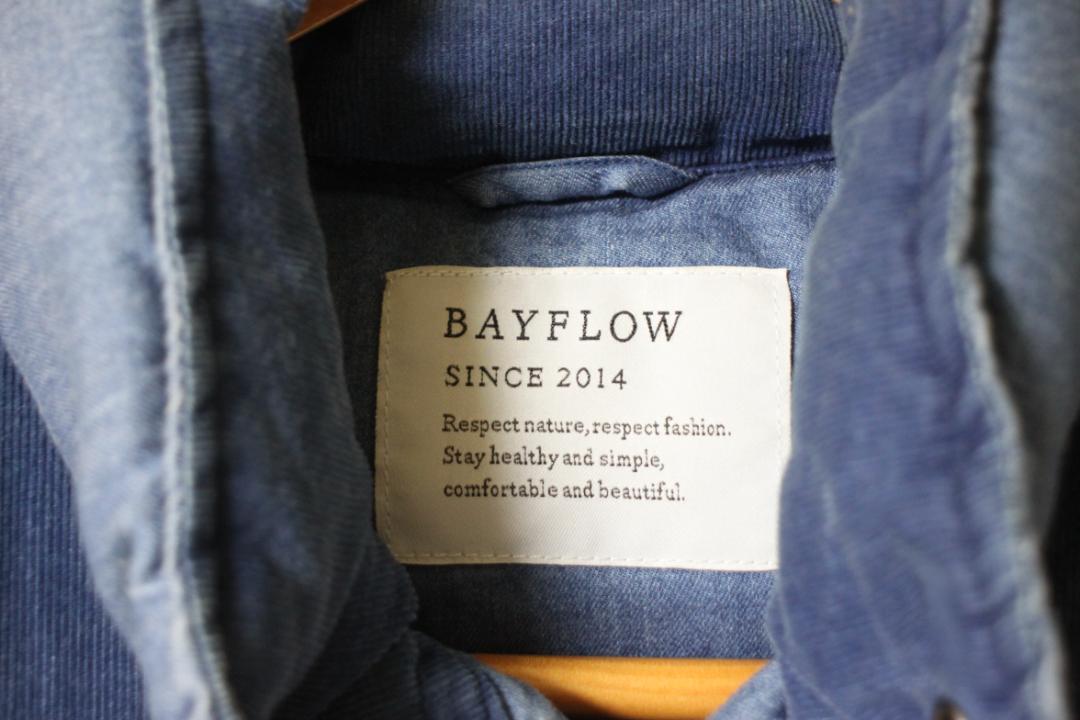 BAYFLOW
SINCE 2014
Respect nature, respect fashion.
Stay healthy and simple,
comfortable and beautiful.